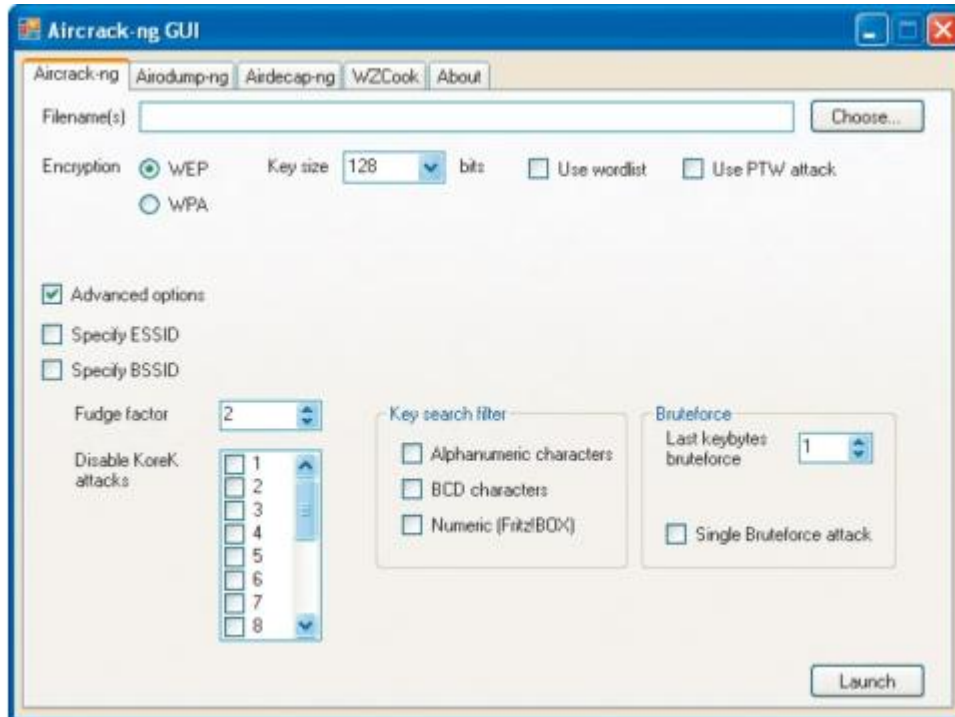 Aircrack-ng GUI
Aircrack-ng Airodump-ng Airdecap-ng WZCook About
Filename(s) Choose...
Encryption WEP Key size 128 bits Use wordlist Use PTW attack
WPA
Advanced options
Specify ESSID
Specify BSSID
Fudge factor 2
Disable KoreK
attacks
1
2
3
4
5
6
7
8
Key search filter
Alphanumeric characters
BCD characters
Numeric (Fritz!BOX)
Bruteforce
Last keybytes
bruteforce
1
Single Bruteforce attack
Launch